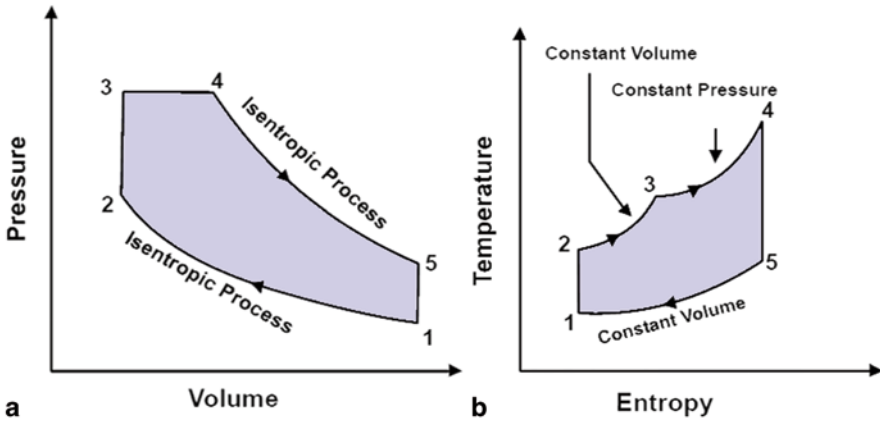 Pressure
3
4
Isentropic Process
2
Isentropic Process
5
1
Volume
a
Temperature
Constant Volume
Constant Pressure
4
3
2
5
1
Constant Volume
Entropy
b